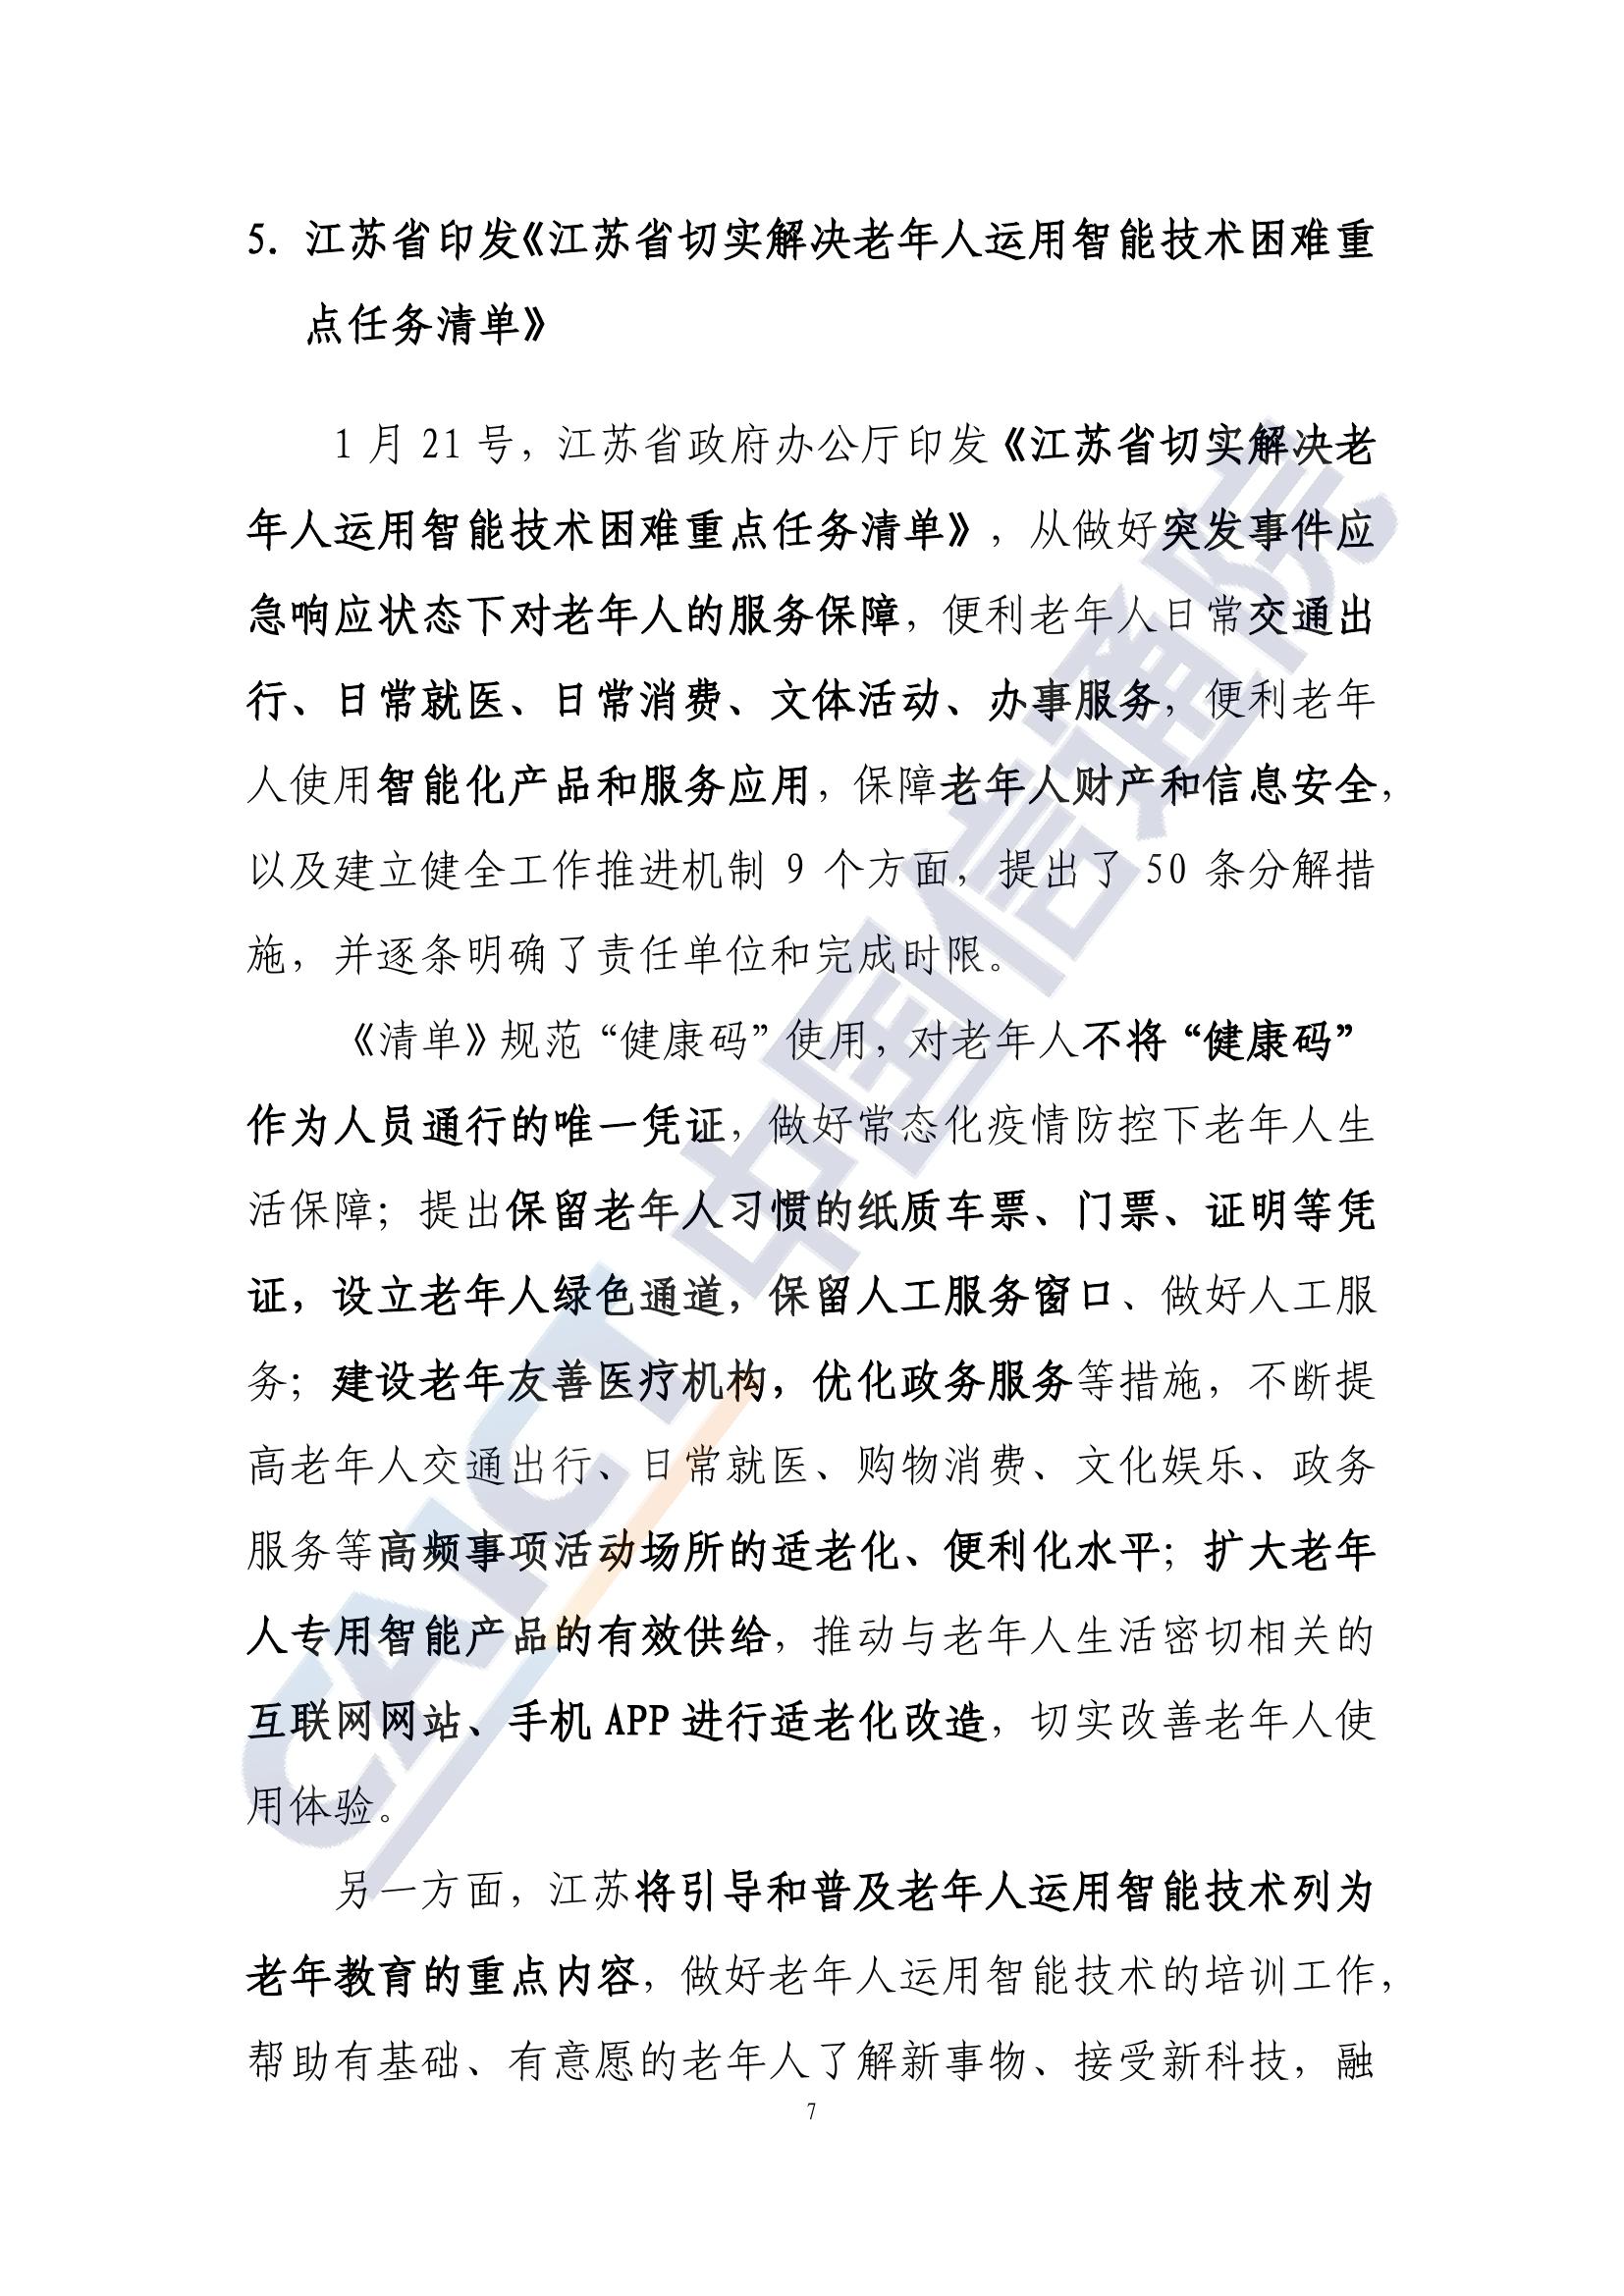 5. 江苏省印发《江苏省切实解决老年人运用智能技术困难重
点任务清单》
1 月 21 号，江苏省政府办公厅印发《江苏省切实解决老
年人运用智能技术困难重点任务清单》，从做好突发事件应
急响应状态下对老年人的服务保障，便利老年人日常交通出
行、日常就医、日常消费、文体活动、办事服务，便利老年
人使用智能化产品和服务应用，保障老年人财产和信息安全，
以及建立健全工作推进机制 9 个方面，提出了 50 条分解措
施，并逐条明确了责任单位和完成时限。
《清单》规范“健康码”使用，对老年人不将“健康码”
作为人员通行的唯一凭证，做好常态化疫情防控下老年人生
活保障；提出保留老年人习惯的纸质车票、门票、证明等凭
证，设立老年人绿色通道，保留人工服务窗口、做好人工服
务；建设老年友善医疗机构，优化政务服务等措施，不断提
高老年人交通出行、日常就医、购物消费、文化娱乐、政务
服务等高频事项活动场所的适老化、便利化水平；扩大老年
人专用智能产品的有效供给，推动与老年人生活密切相关的
互联网网站、手机 APP 进行适老化改造，切实改善老年人使
用体验。
另一方面，江苏将引导和普及老年人运用智能技术列为
老年教育的重点内容，做好老年人运用智能技术的培训工作，
帮助有基础、有意愿的老年人了解新事物、接受新科技，融
7
CAICT 中国信通院